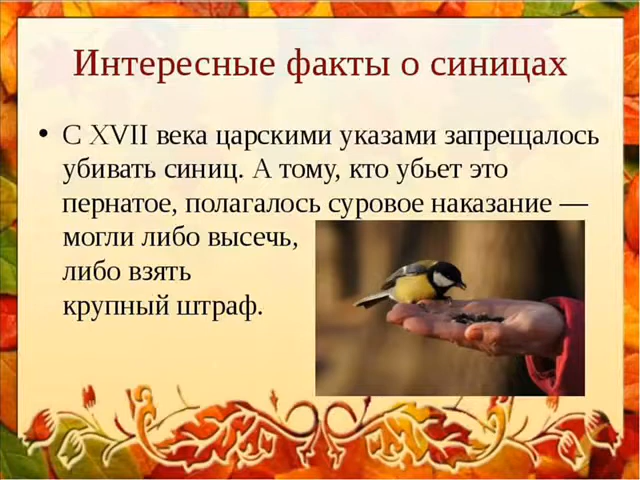 Интересные факты о синицах
• С XVII века царскими указами запрещалось
убивать синиц. А тому, кто убьет это
пернатое, полагалось суровое наказание —
могли либо высечь,
либо взять
крупный штраф.